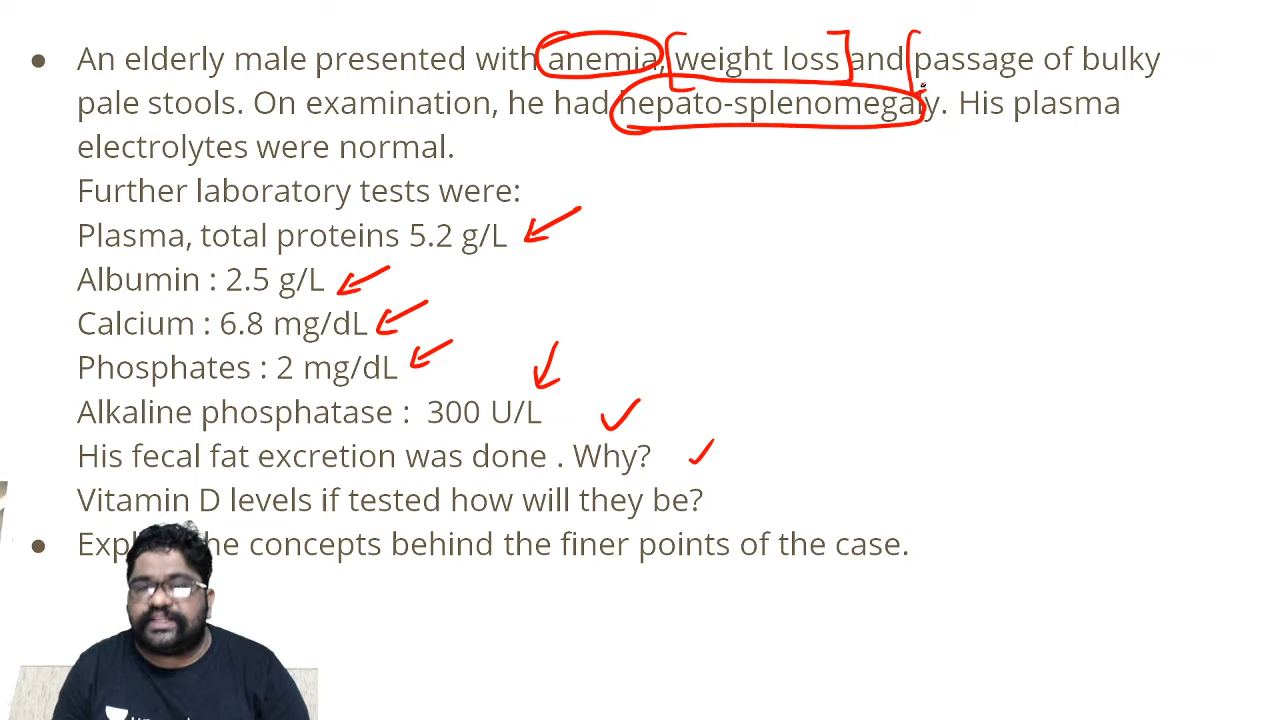 ● An elderly male presented with anemia, weight loss and passage of bulky
pale stools. On examination, he had hepato-splenomegaly. His plasma
electrolytes were normal.
Further laboratory tests were:
Plasma, total proteins 5.2 g/L
Albumin : 2.5 g/L
Calcium : 6.8 mg/dL
Phosphates : 2 mg/dL
Alkaline phosphatase : 300 U/L
His fecal fat excretion was done . Why?
Vitamin D levels if tested how will they be?
● the concepts behind the finer points of the case.